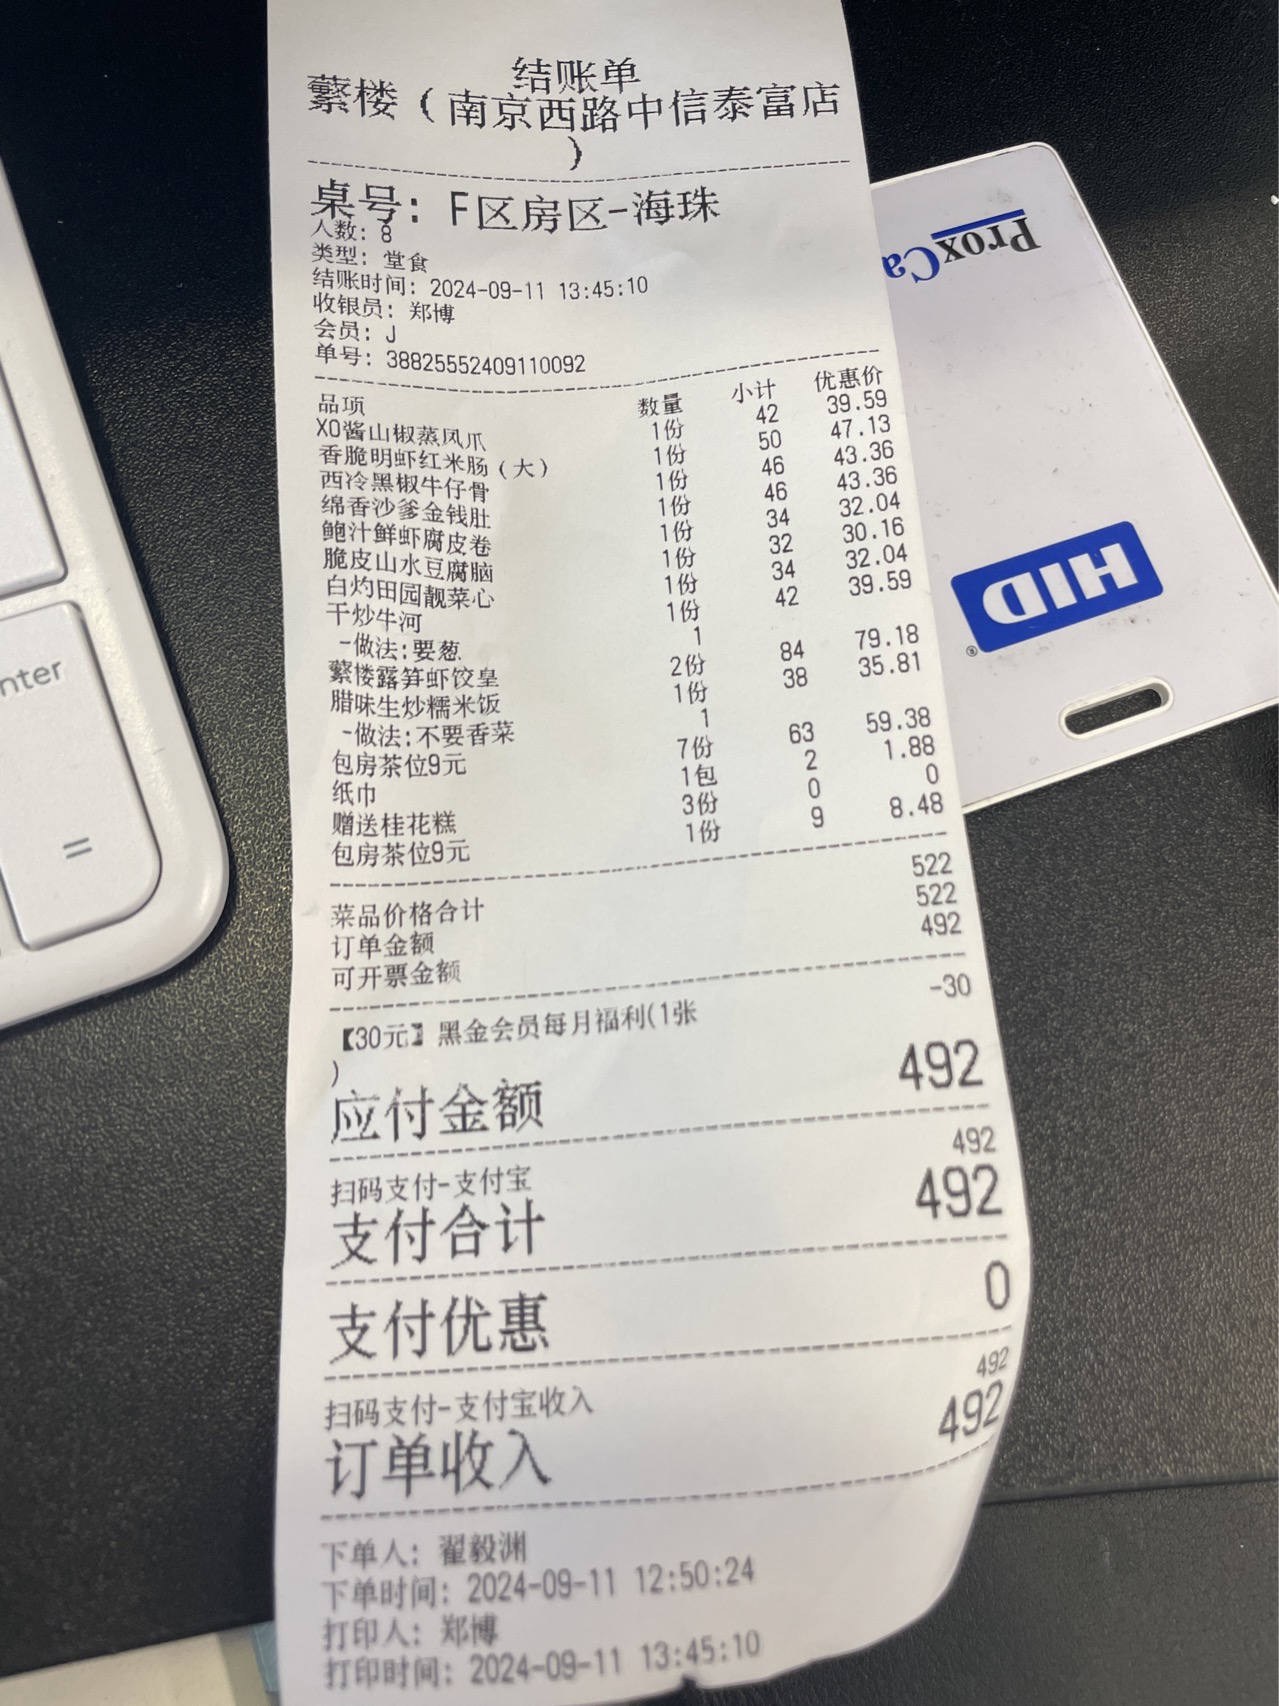 结账单
蘩楼（南京西路中信泰富店
）
桌号: F区房区-海珠
人数: 8
类型: 堂食
结账时间: 2024-09-11 13:45:10
收银员: 郑博
会员: J
单号: 38825552409110092
品项 数量 小计 优惠价
XO酱山椒蒸凤爪 1份 42 39.59
香脆明虾红米肠（大） 1份 50 47.13
西冷黑椒牛仔骨 1份 46 43.36
绵香沙爹金钱肚 1份 46 43.36
鲍汁鲜虾腐皮卷 1份 34 32.04
脆皮山水豆腐脑 1份 32 30.16
白灼田园靓菜心 1份 34 32.04
干炒牛河 1份 42 39.59
-做法:要葱 1
蘩楼露笋虾饺皇 2份 84 79.18
腊味生炒糯米饭 1份 38 35.81
-做法:不要香菜 1
包房茶位9元 7份 63 59.38
纸巾 1包 2 1.88
赠送桂花糕 3份 0 0
包房茶位9元 1份 9 8.48
菜品价格合计 522
订单金额 522
可开票金额 492
【30元】黑金会员每月福利(1张 -30
)
应付金额 492
扫码支付-支付宝 492
支付合计 492
支付优惠 0
扫码支付-支付宝收入 492
订单收入 492
下单人: 翟毅渊
下单时间: 2024-09-11 12:50:24
打印人: 郑博
打印时间: 2024-09-11 13:45:10
ProxCa
HID
®
nter
=